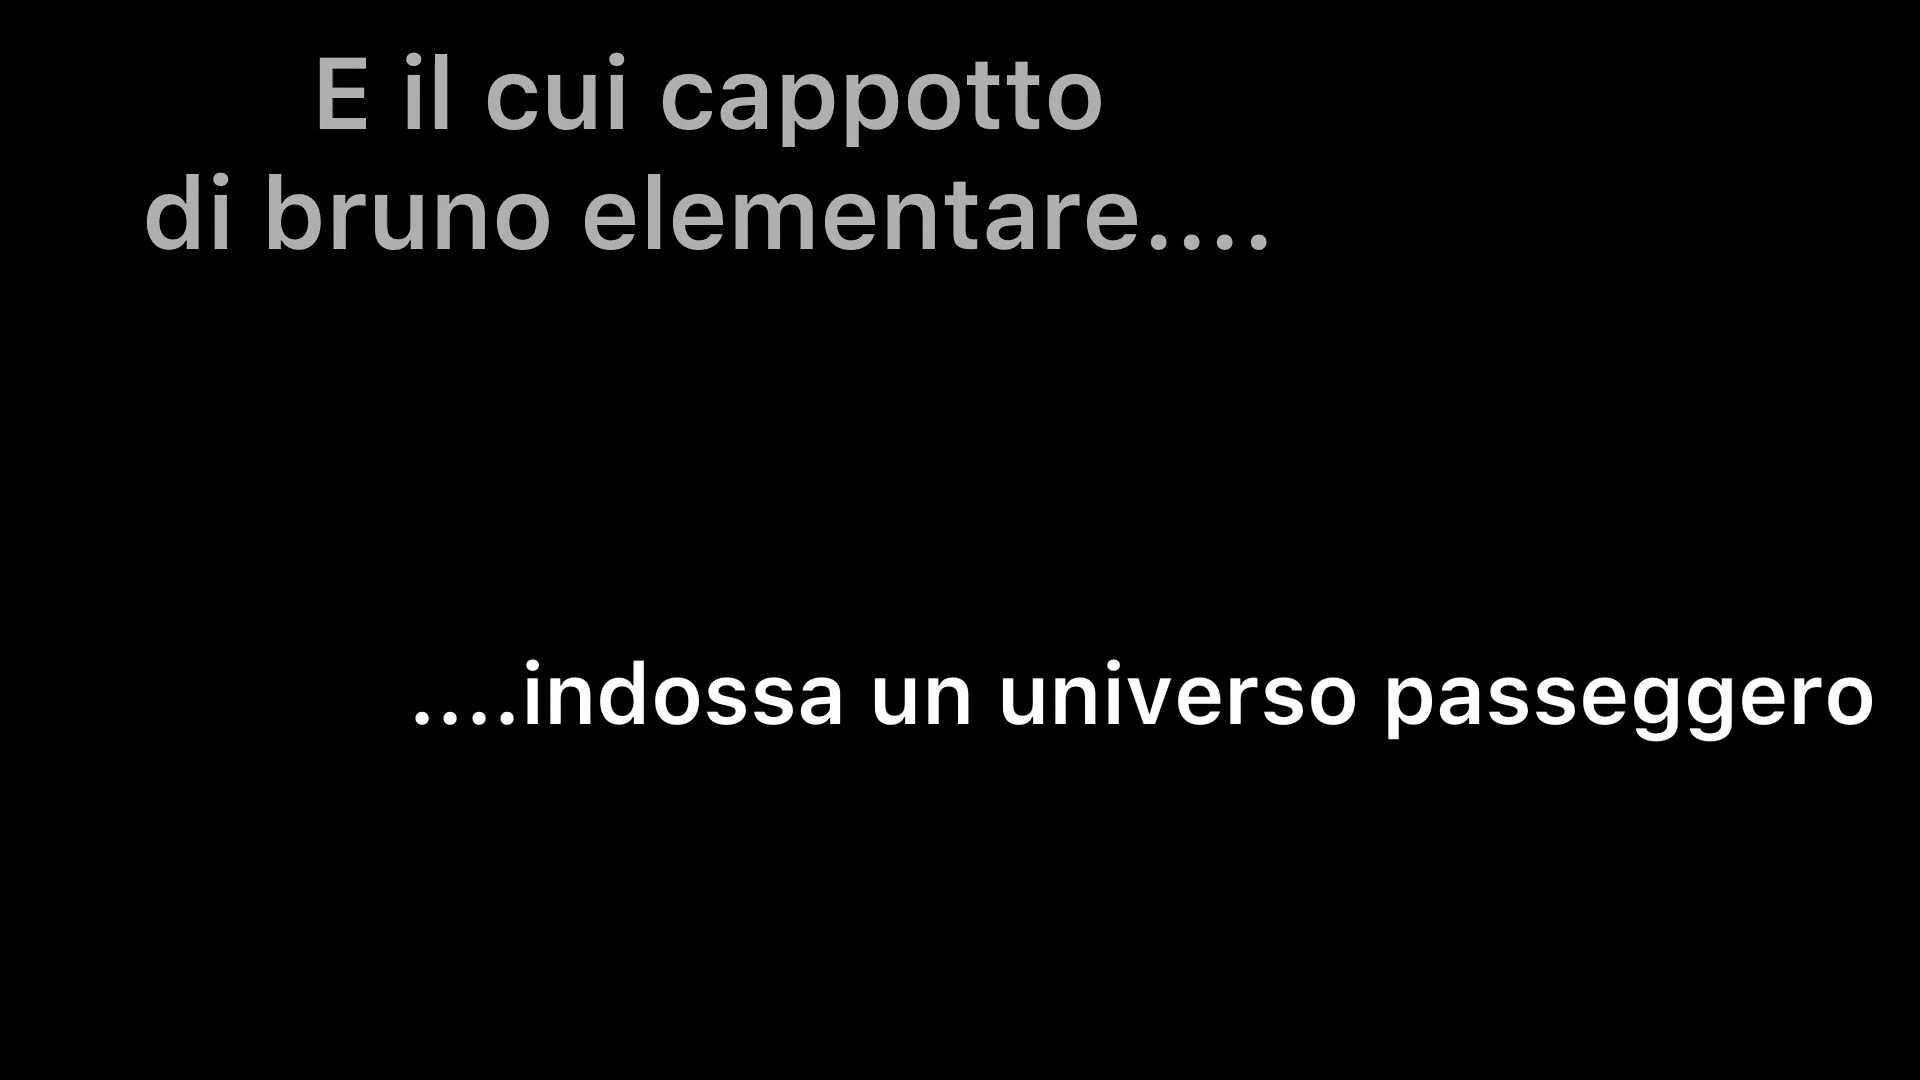 E il cui cappotto
di bruno elementare....
....indossa un universo passeggero